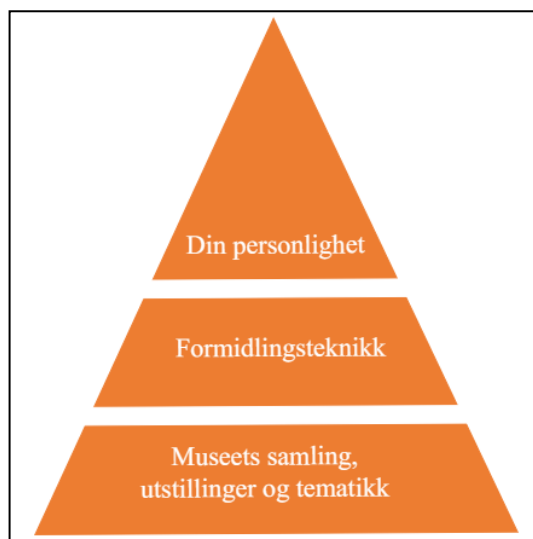 Din personlighet
Formidlingsteknikk
Museets samling,
utstillinger og tematikk